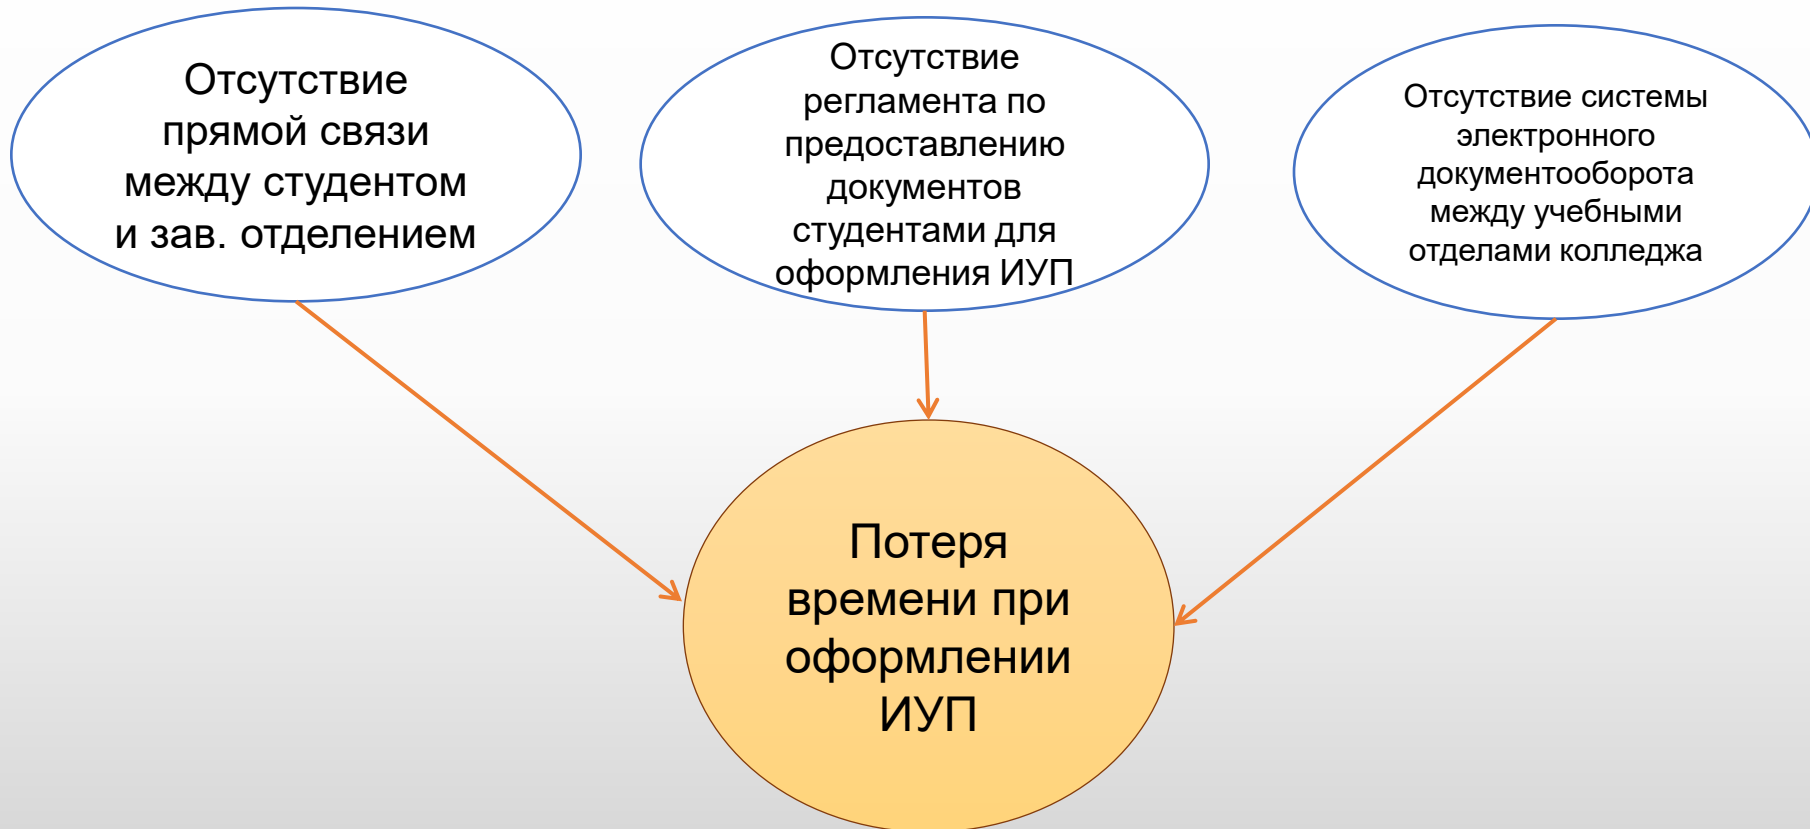 Отсутствие
прямой связи
между студентом
и зав. отделением
Отсутствие
регламента по
предоставлению
документов
студентами для
оформления ИУП
Отсутствие системы
электронного
документооборота
между учебными
отделами колледжа
Потеря
времени при
оформлении
ИУП